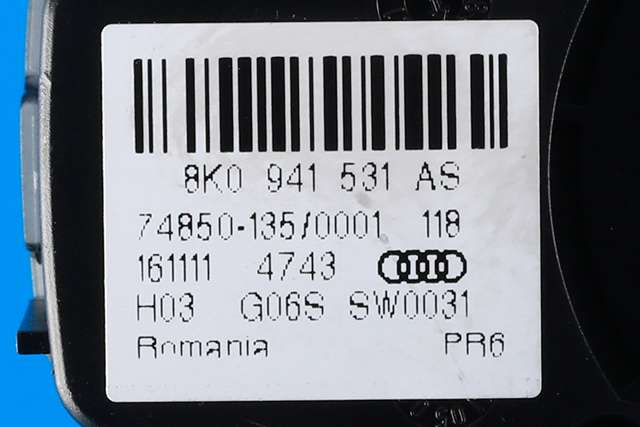 8K0 941 531 AS
74850-135/0001 118
161111 4743
H03 G06S SW0031
Romania PR6